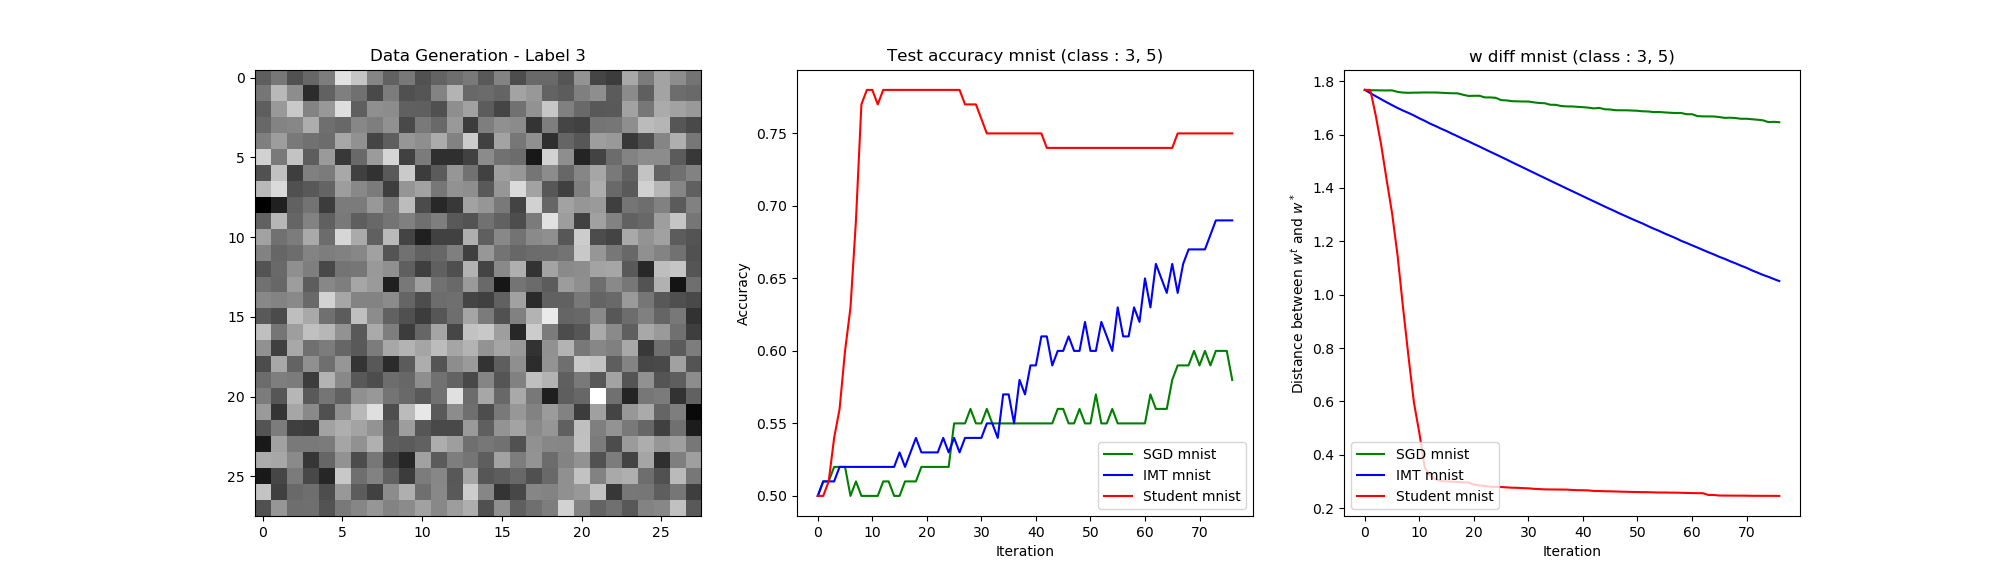 Data Generation - Label 3
0
5
10
15
20
25
0 5 10 15 20 25
Test accuracy mnist (class : 3, 5)
Accuracy
0.75
0.70
0.65
0.60
0.55
0.50
SGD mnist
IMT mnist
Student mnist
0 10 20 30 40 50 60 70
Iteration
w diff mnist (class : 3, 5)
Distance between w^t and w^*
1.8
1.6
1.4
1.2
1.0
0.8
0.6
0.4
0.2
SGD mnist
IMT mnist
Student mnist
0 10 20 30 40 50 60 70
Iteration